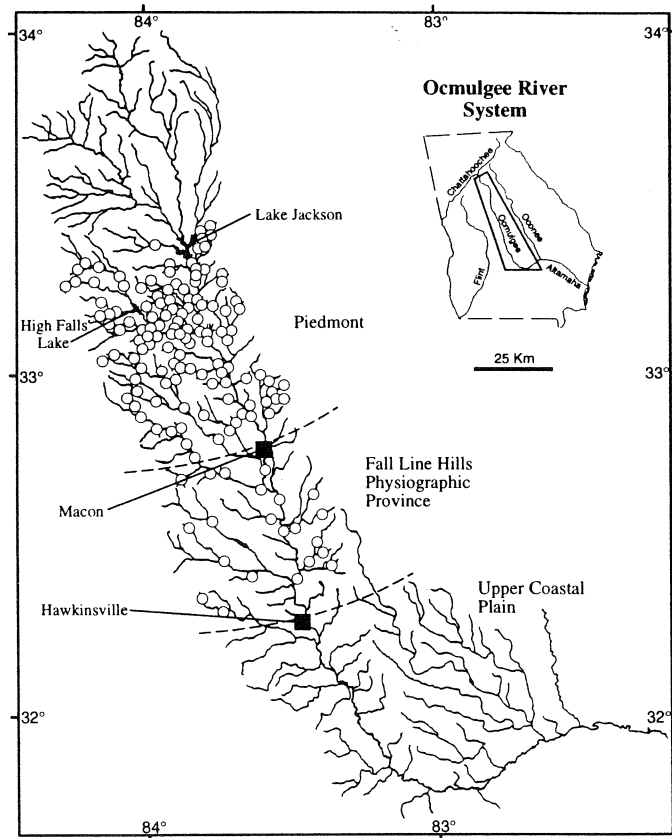 84°
83°
34°
34°
Ocmulgee River
System
Chattahoochee
Oconee
Ocmulgee
Flint
Altamaha
Lake Jackson
High Falls
Lake
Piedmont
25 Km
33°
33°
Fall Line Hills
Physiographic
Province
Macon
Upper Coastal
Plain
Hawkinsville
32°
32°
84°
83°